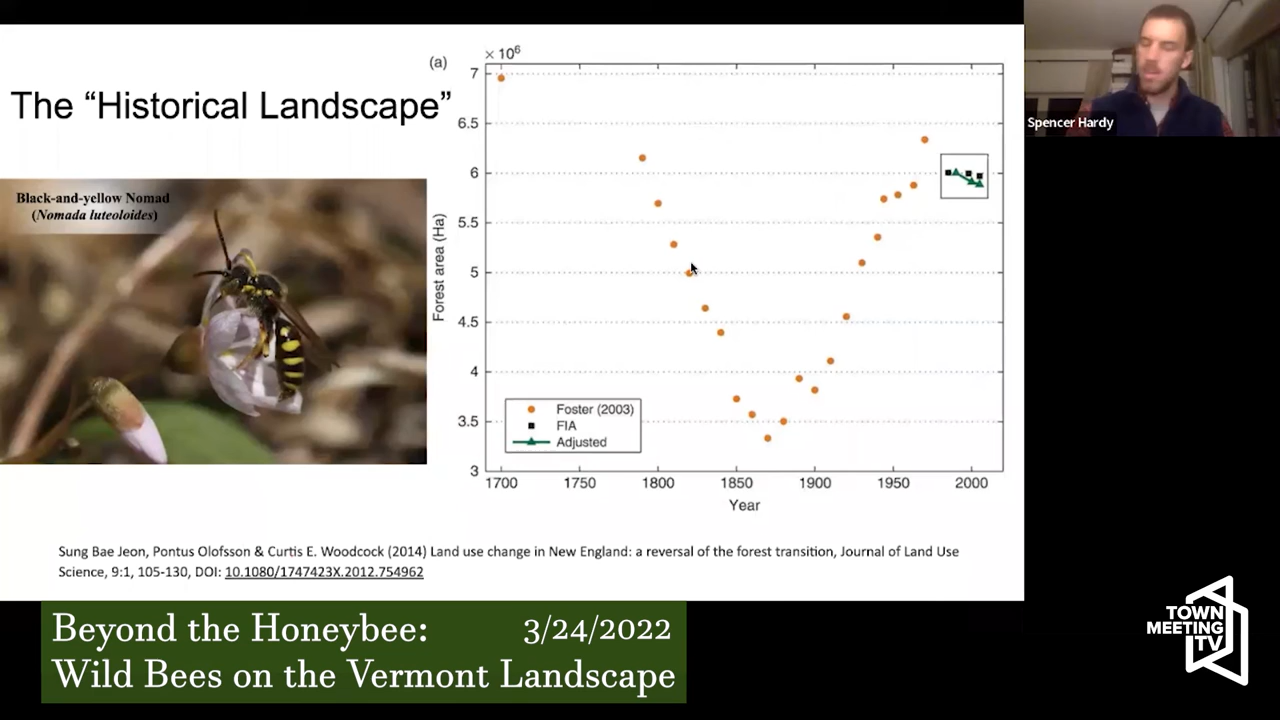 The “Historical Landscape”
Black-and-yellow Nomad
(Nomada luteoloides)
(a)
× 10⁶
7
6.5
6
5.5
5
4.5
4
3.5
3
Forest area (Ha)
Foster (2003)
FIA
Adjusted
1700 1750 1800 1850 1900 1950 2000
Year
Sung Bae Jeon, Pontus Olofsson & Curtis E. Woodcock (2014) Land use change in New England: a reversal of the forest transition, Journal of Land Use
Science, 9:1, 105-130, DOI: 10.1080/1747423X.2012.754962
Spencer Hardy
Beyond the Honeybee: 3/24/2022
Wild Bees on the Vermont Landscape
TOWN
MEETING
TV